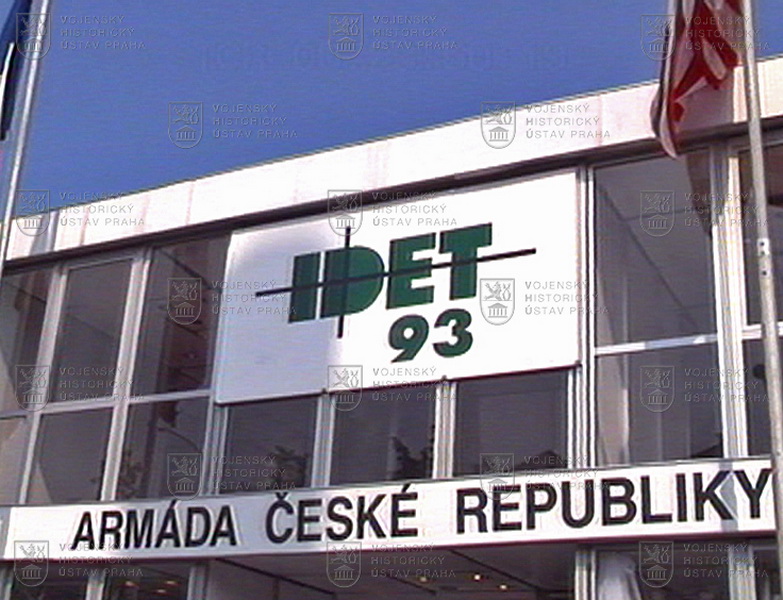 IDET
93
ARMÁDA ČESKÉ REPUBLIKY
VOJENSKÝ
HISTORICKÝ
ÚSTAV PRAHA